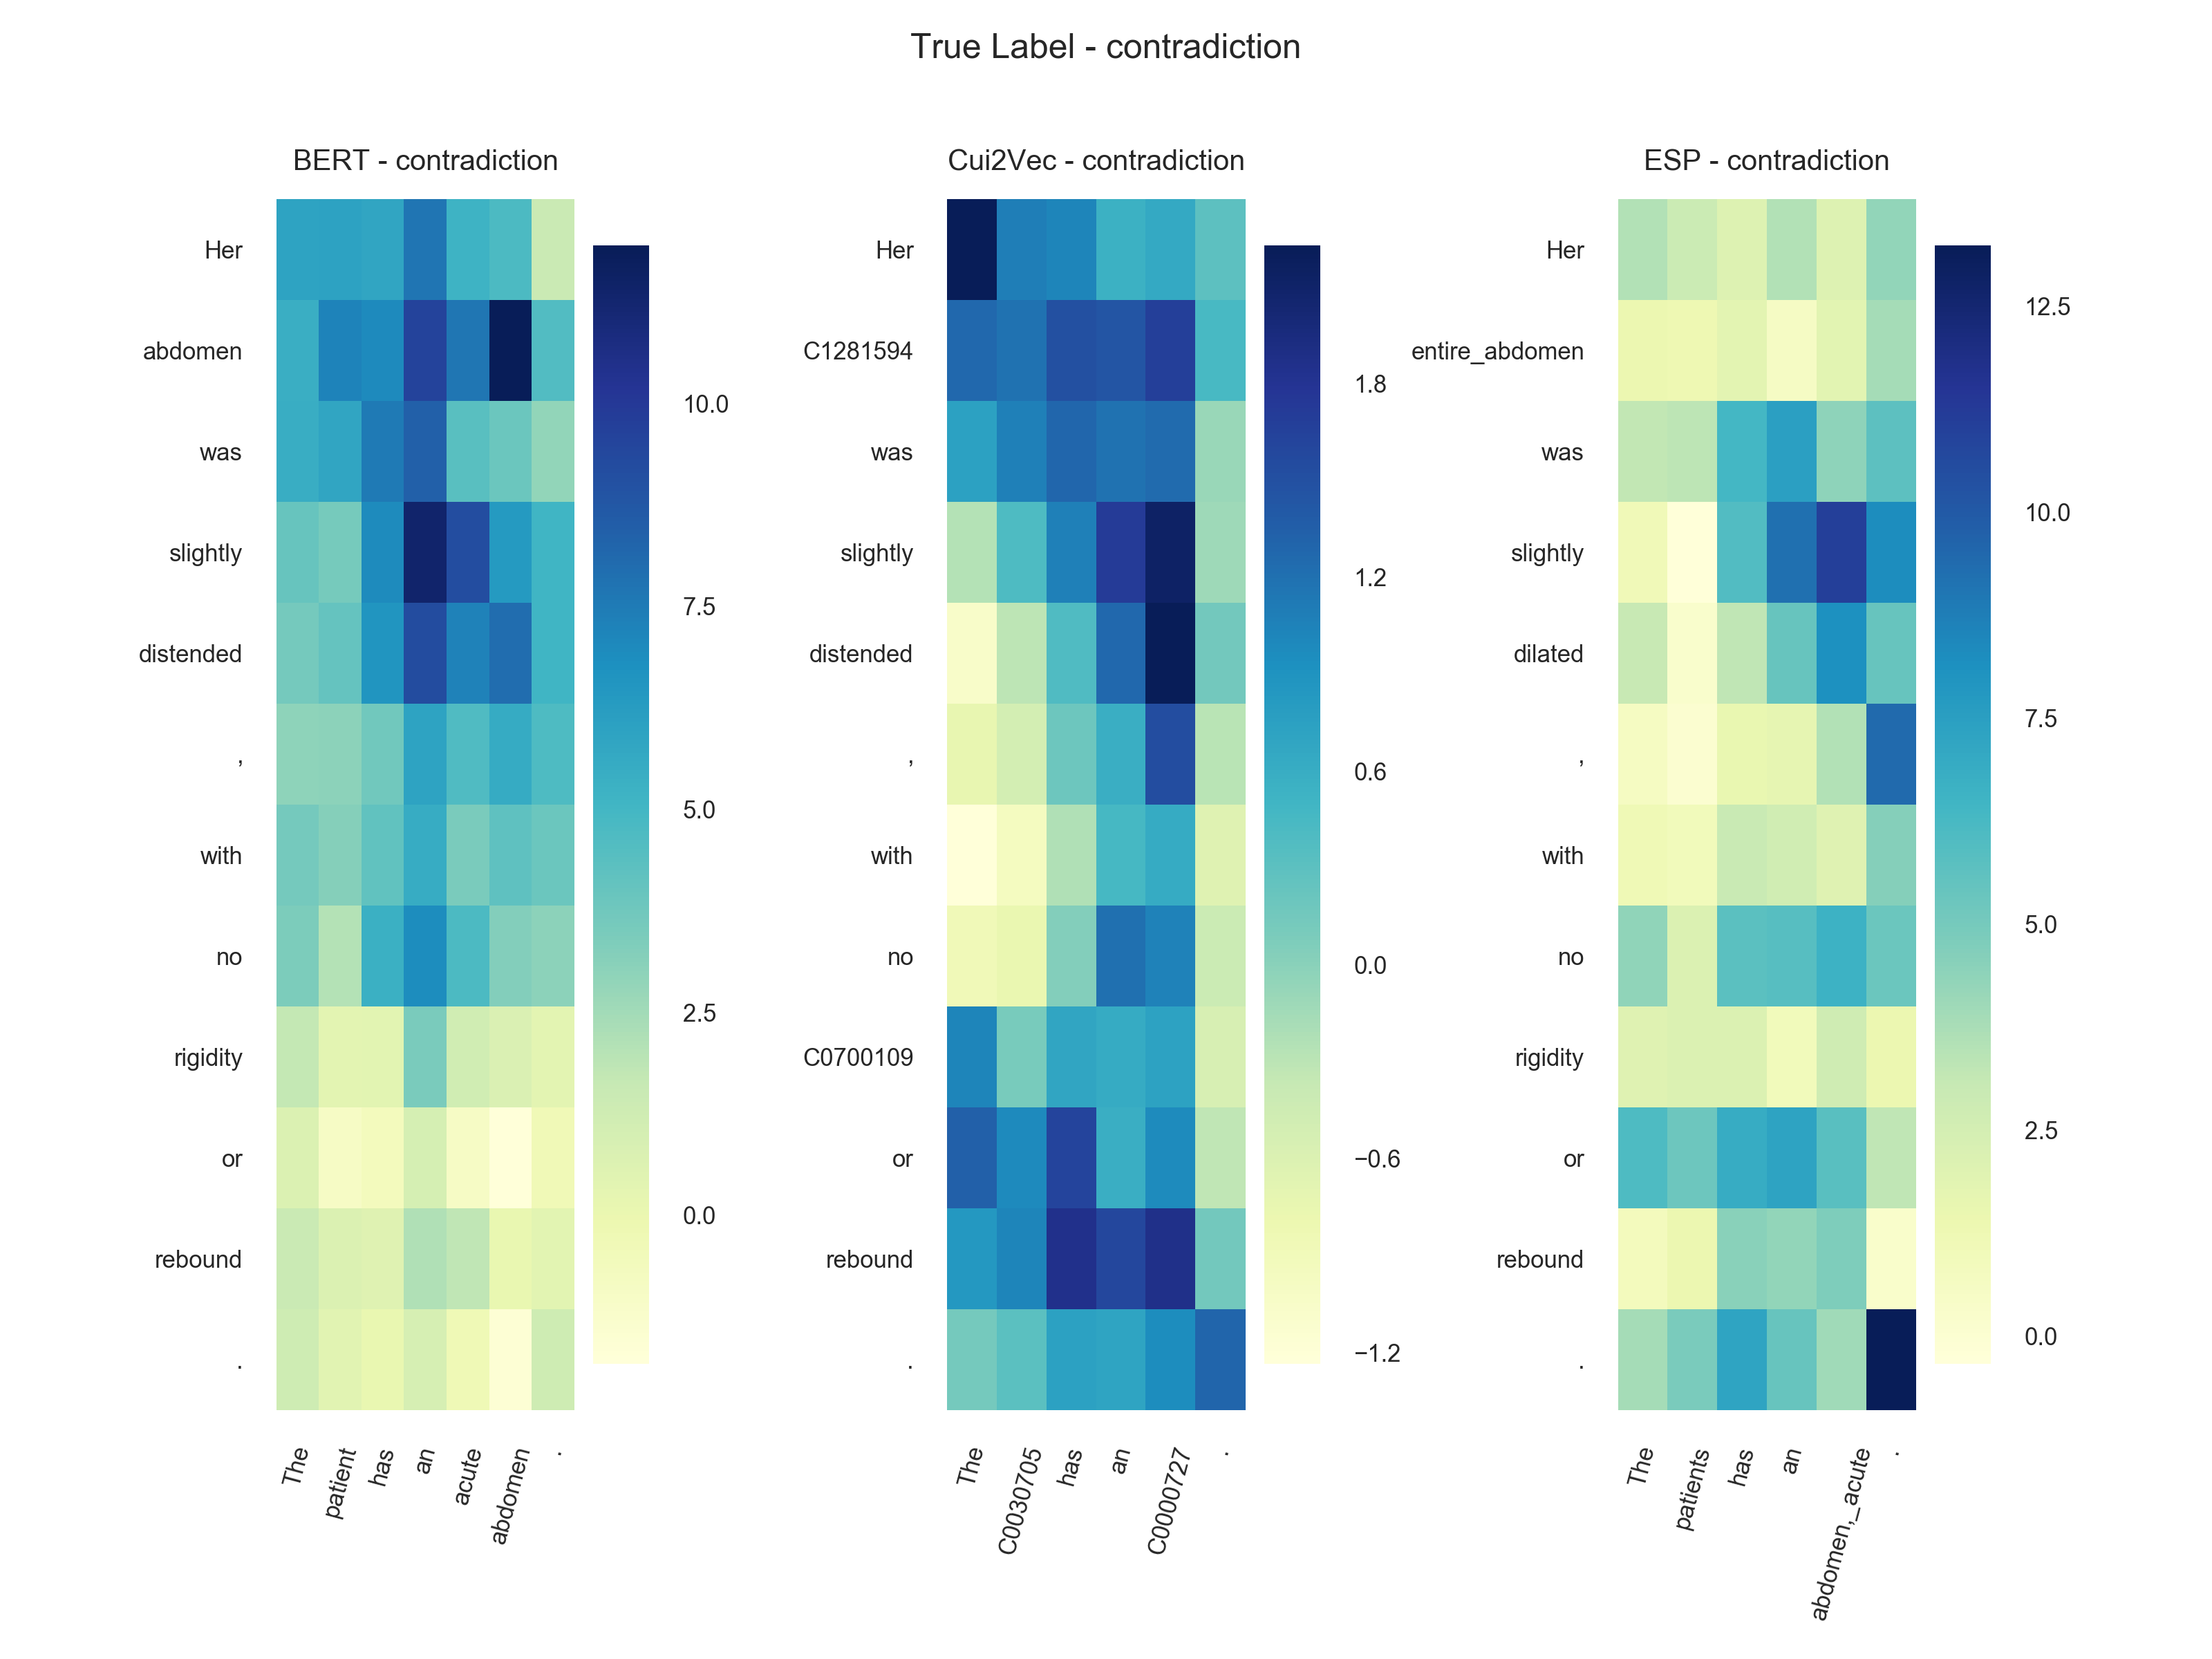 True Label - contradiction
BERT - contradiction
Her
abdomen
was
slightly
distended
,
with
no
rigidity
or
rebound
.
The
patient
has
an
acute
abdomen
.
10.0
7.5
5.0
2.5
0.0
Cui2Vec - contradiction
Her
C1281594
was
slightly
distended
,
with
no
C0700109
or
rebound
.
The
C0030705
has
an
C0000727
.
1.8
1.2
0.6
0.0
−0.6
−1.2
ESP - contradiction
Her
entire_abdomen
was
slightly
dilated
,
with
no
rigidity
or
rebound
.
The
patients
has
an
abdomen,_acute
.
12.5
10.0
7.5
5.0
2.5
0.0